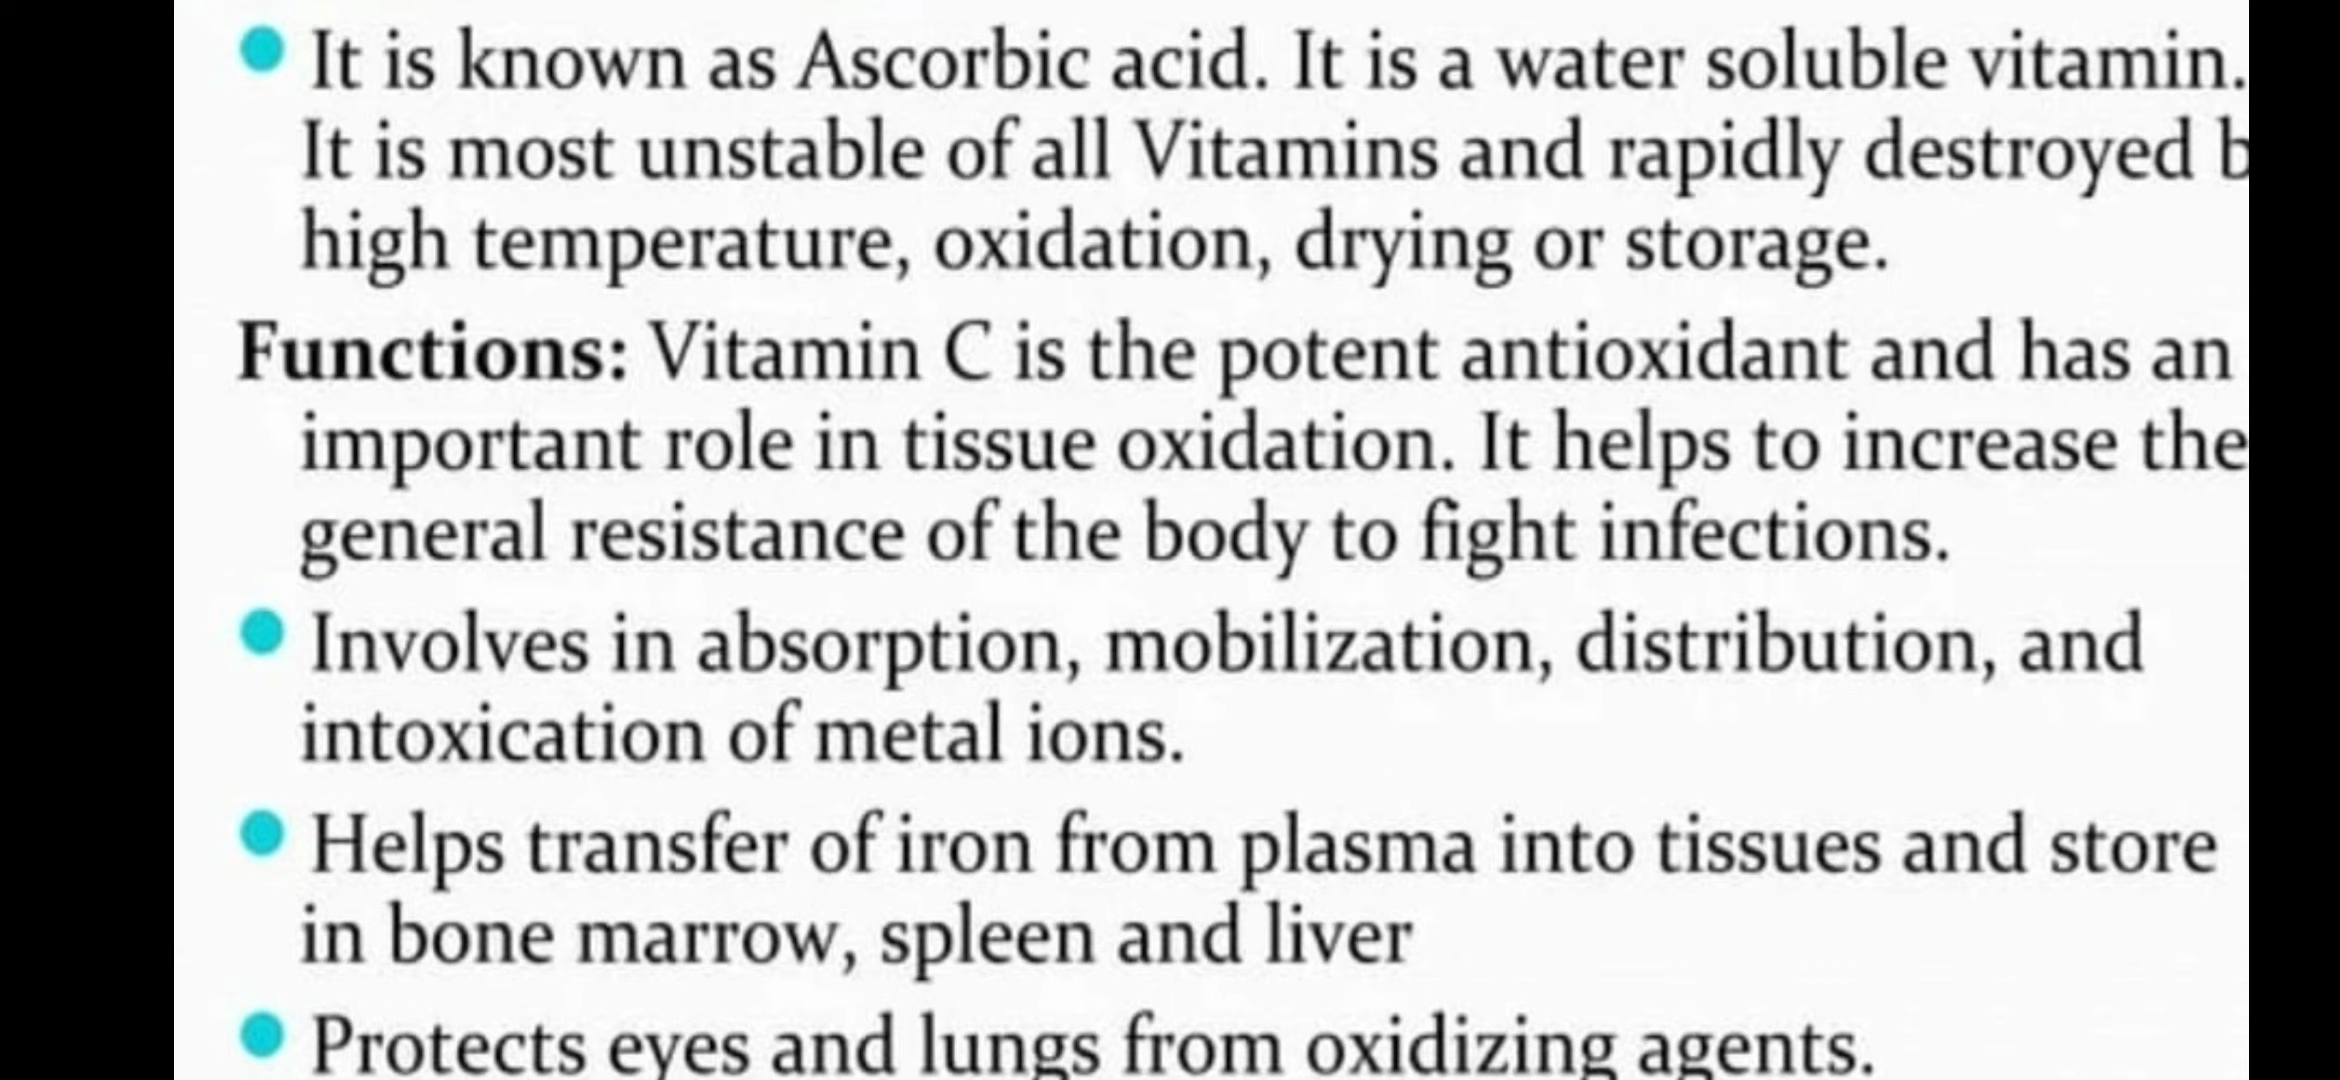 ● It is known as Ascorbic acid. It is a water soluble vitamin.
It is most unstable of all Vitamins and rapidly destroyed b
high temperature, oxidation, drying or storage.
Functions: Vitamin C is the potent antioxidant and has an
important role in tissue oxidation. It helps to increase the
general resistance of the body to fight infections.
● Involves in absorption, mobilization, distribution, and
intoxication of metal ions.
● Helps transfer of iron from plasma into tissues and store
in bone marrow, spleen and liver
● Protects eyes and lungs from oxidizing agents.